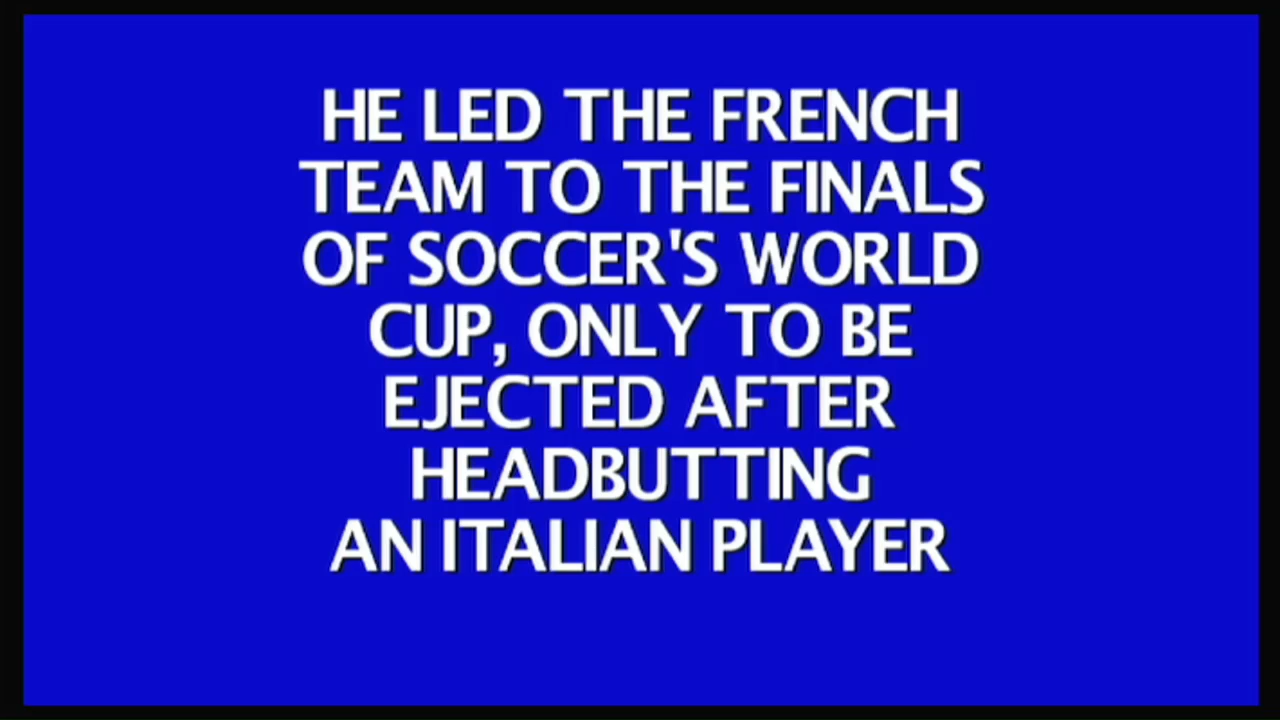 HE LED THE FRENCH
TEAM TO THE FINALS
OF SOCCER'S WORLD
CUP, ONLY TO BE
EJECTED AFTER
HEADBUTTING
AN ITALIAN PLAYER